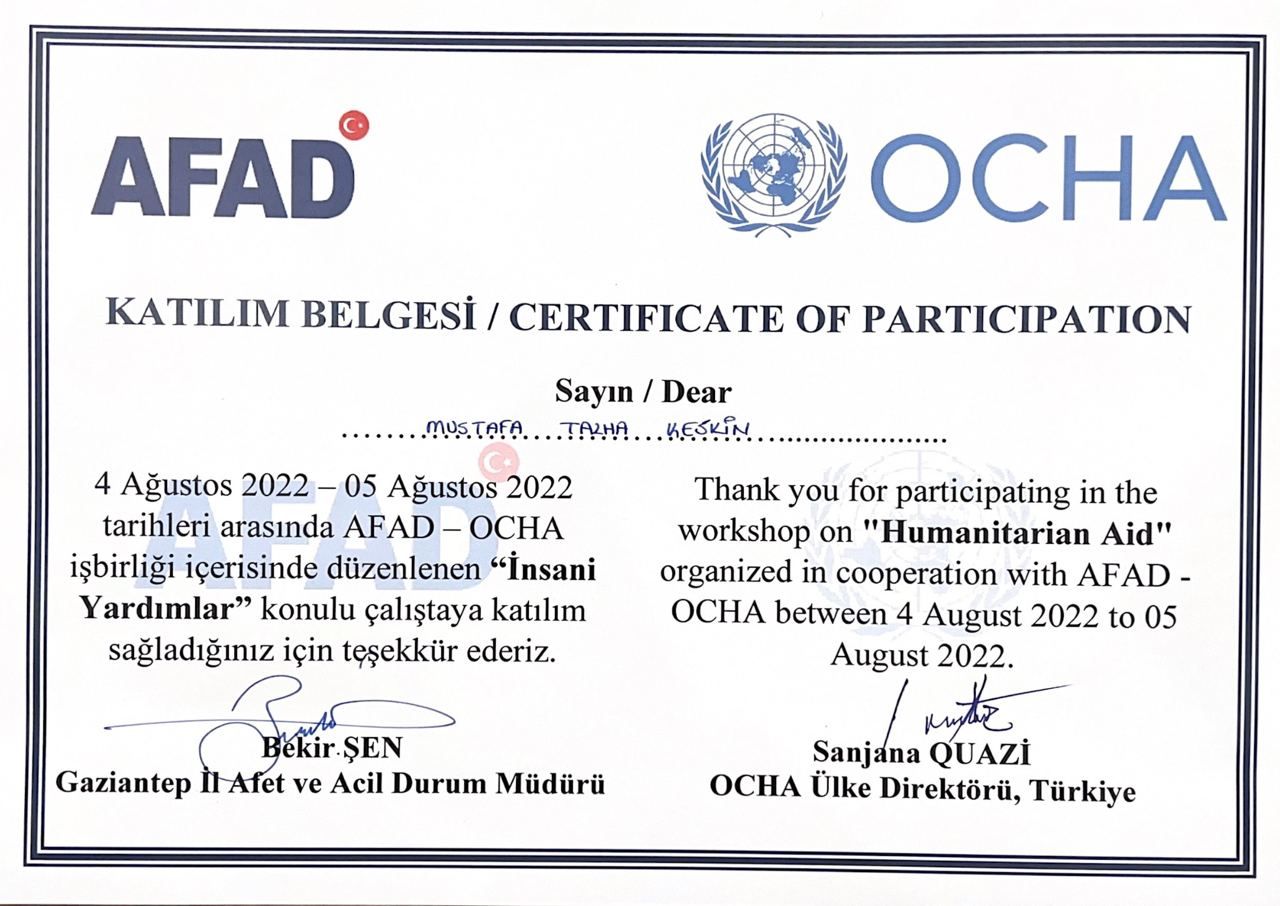 AFAD
OCHA
KATILIM BELGESİ / CERTIFICATE OF PARTICIPATION
Sayın / Dear
MUSTAFA TALHA KESKİN
4 Ağustos 2022 – 05 Ağustos 2022
tarihleri arasında AFAD – OCHA
işbirliği içerisinde düzenlenen “İnsani
Yardımlar” konulu çalıştaya katılım
sağladığınız için teşekkür ederiz.
Bekir ŞEN
Gaziantep İl Afet ve Acil Durum Müdürü
Thank you for participating in the
workshop on "Humanitarian Aid"
organized in cooperation with AFAD -
OCHA between 4 August 2022 to 05
August 2022.
Sanjana QUAZİ
OCHA Ülke Direktörü, Türkiye
AFAD